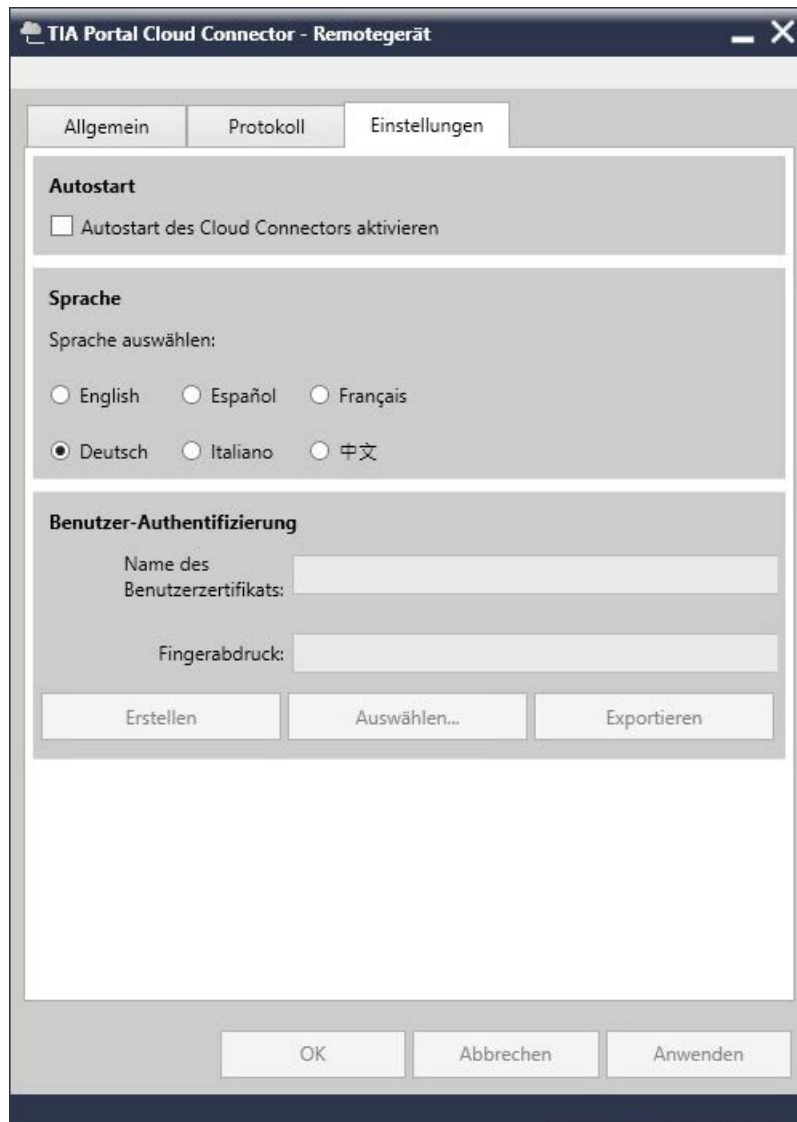 TIA Portal Cloud Connector - Remotegerät
Allgemein Protokoll Einstellungen
Autostart
Autostart des Cloud Connectors aktivieren
Sprache
Sprache auswählen:
English Español Français
Deutsch Italiano 中文
Benutzer-Authentifizierung
Name des
Benutzerzertifikats:
Fingerabdruck:
Erstellen Auswählen... Exportieren
OK Abbrechen Anwenden